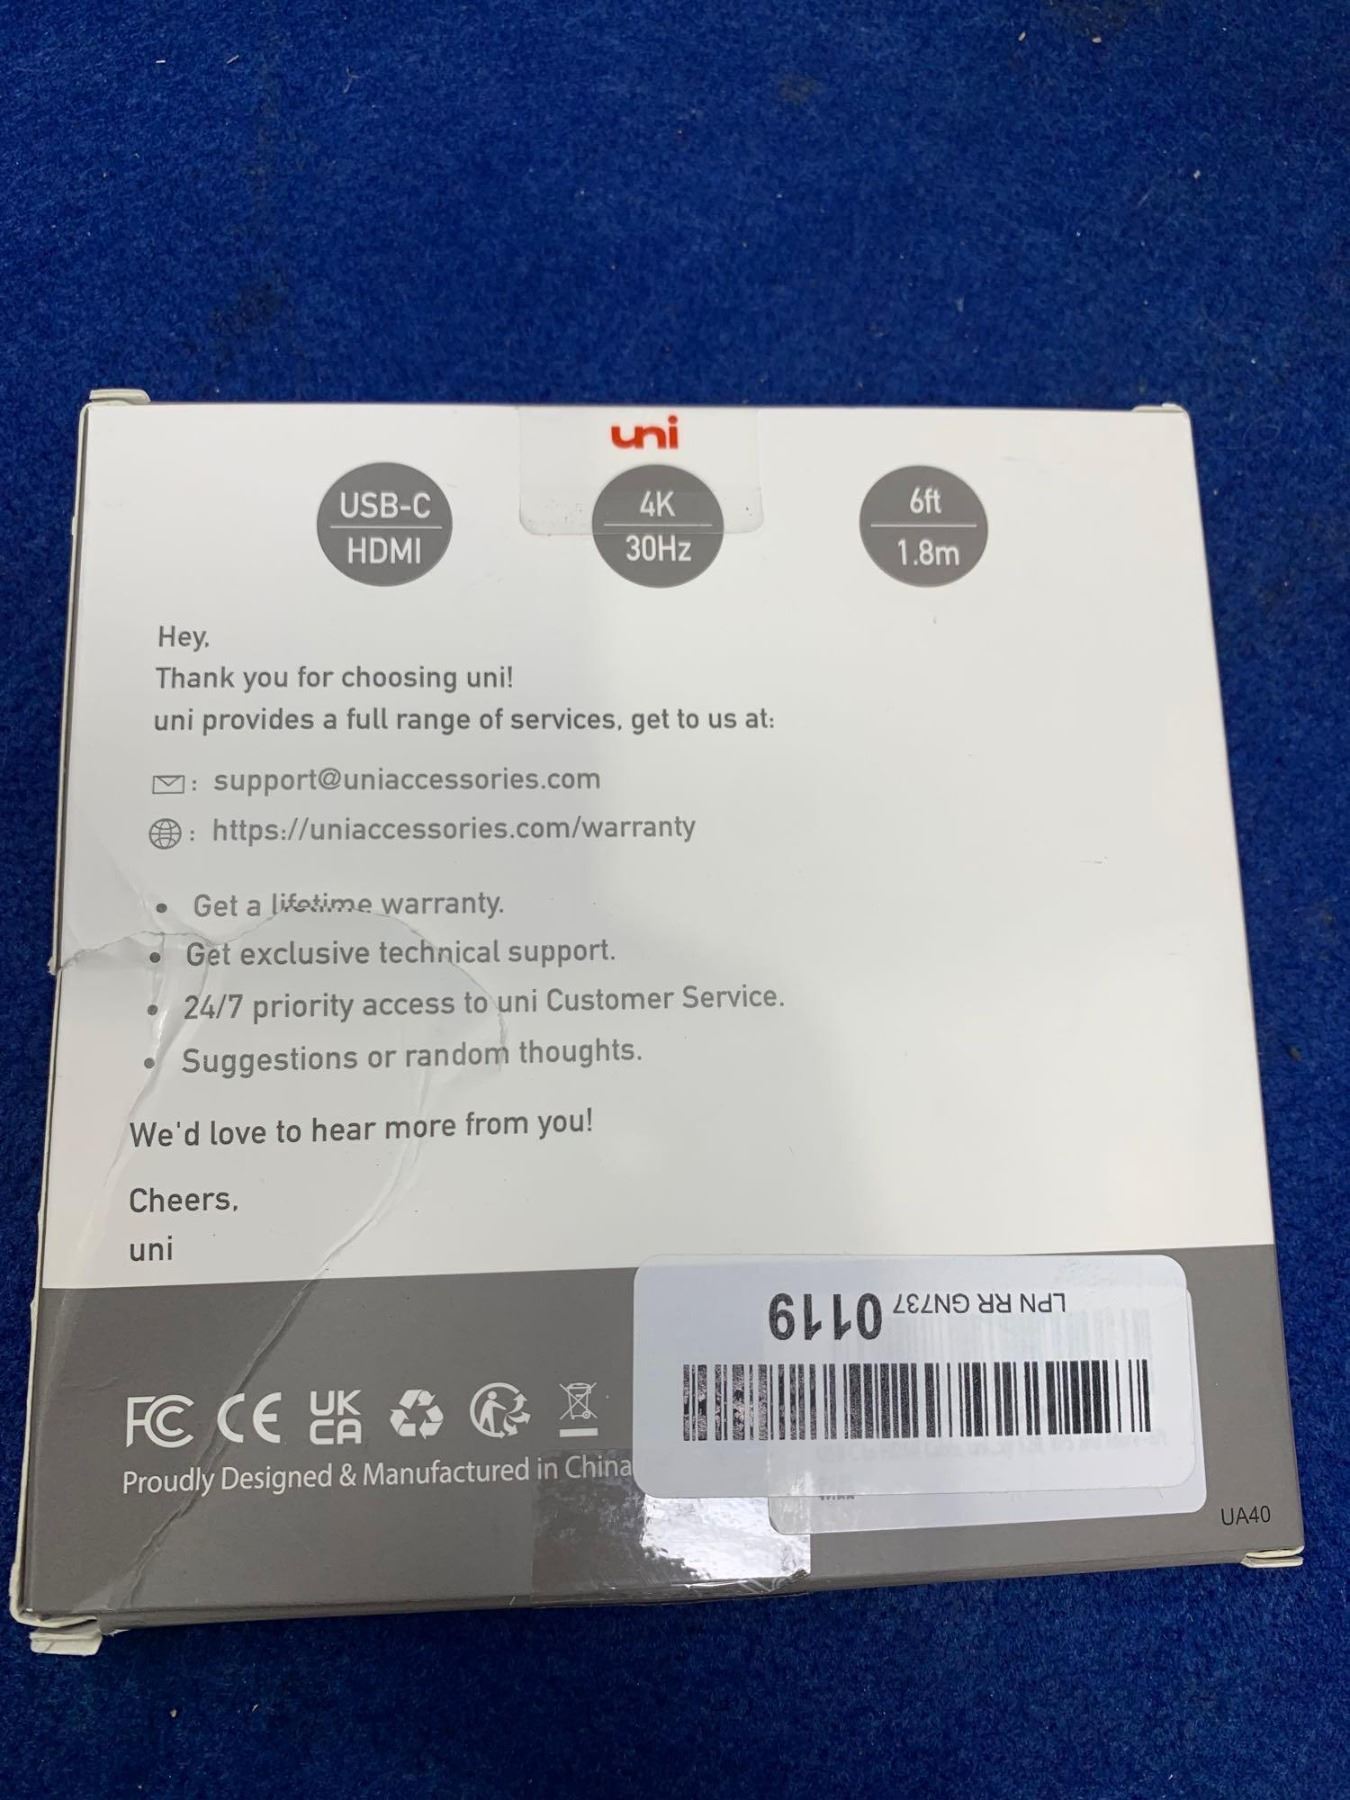 uni
USB-C
HDMI
4K
30Hz
6ft
1.8m
Hey,
Thank you for choosing uni!
uni provides a full range of services, get to us at:
: support@uniaccessories.com
: https://uniaccessories.com/warranty
• Get a lifetime warranty.
• Get exclusive technical support.
• 24/7 priority access to uni Customer Service.
• Suggestions or random thoughts.
We'd love to hear more from you!
Cheers,
uni
LPN RR GN737 0119
FC CE UK
CA
Proudly Designed & Manufactured in China
UA40